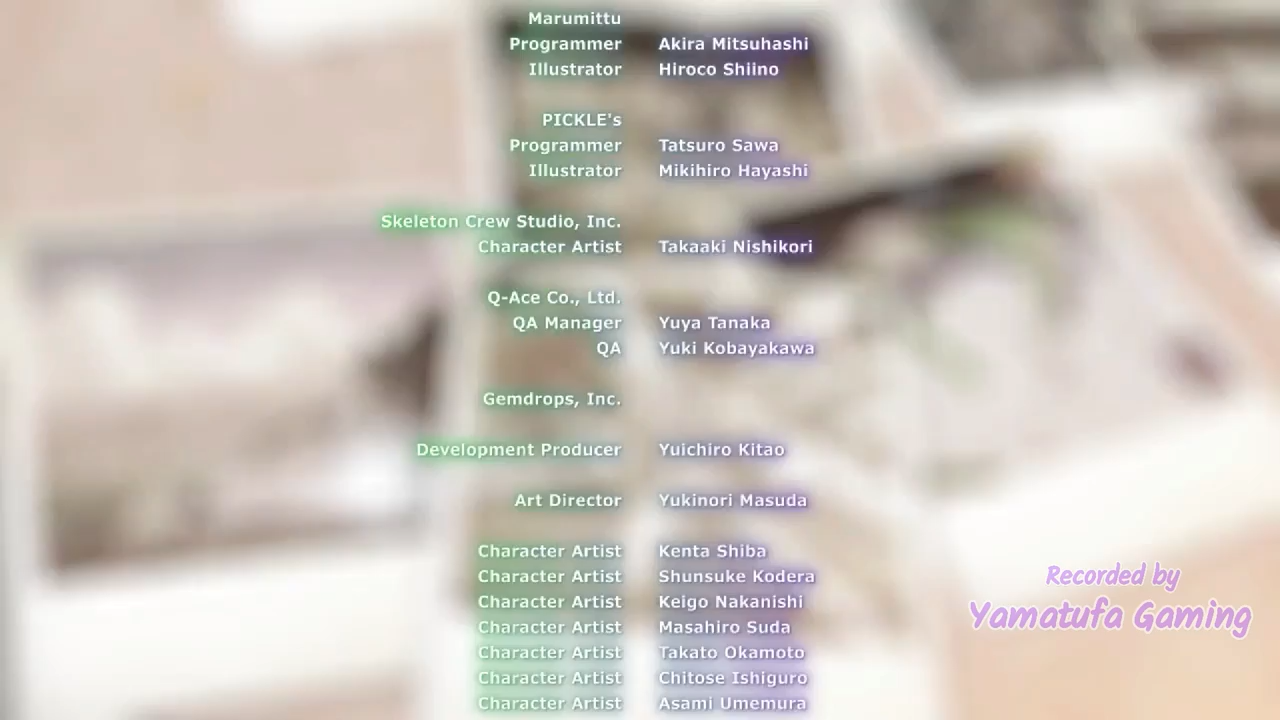 Marumittu
Programmer Akira Mitsuhashi
Illustrator Hiroco Shiino
PICKLE's
Programmer Tatsuro Sawa
Illustrator Mikihiro Hayashi
Skeleton Crew Studio, Inc.
Character Artist Takaaki Nishikori
Q-Ace Co., Ltd.
QA Manager Yuya Tanaka
QA Yuki Kobayakawa
Gemdrops, Inc.
Development Producer Yuichiro Kitao
Art Director Yukinori Masuda
Character Artist Kenta Shiba
Character Artist Shunsuke Kodera
Character Artist Keigo Nakanishi
Character Artist Masahiro Suda
Character Artist Takato Okamoto
Character Artist Chitose Ishiguro
Character Artist Asami Umemura
Recorded by
Yamatufa Gaming